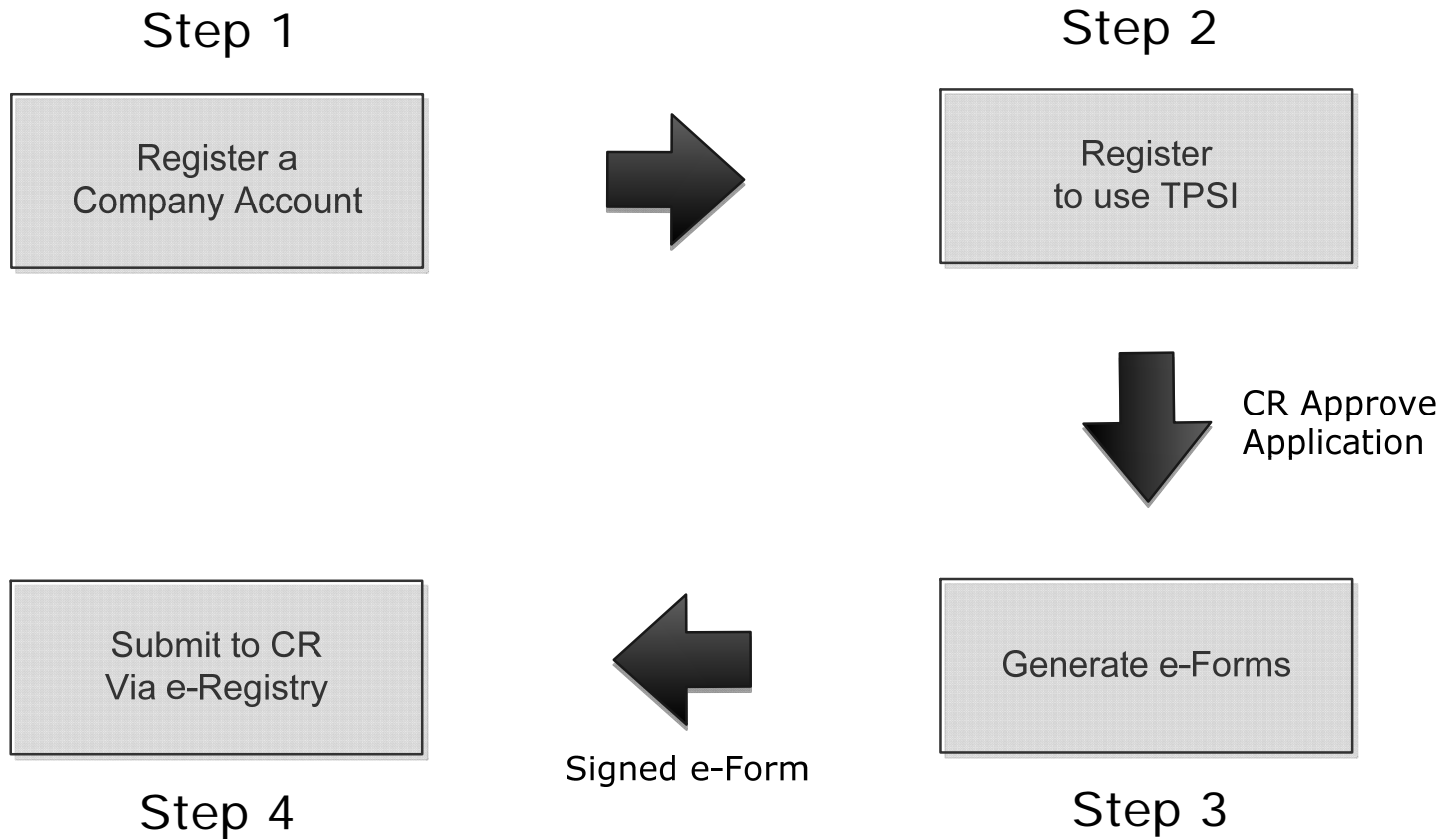 Step 1
Step 2
Register a
Company Account
Register
to use TPSI
CR Approve
Application
Submit to CR
Via e-Registry
Generate e-Forms
Signed e-Form
Step 4
Step 3